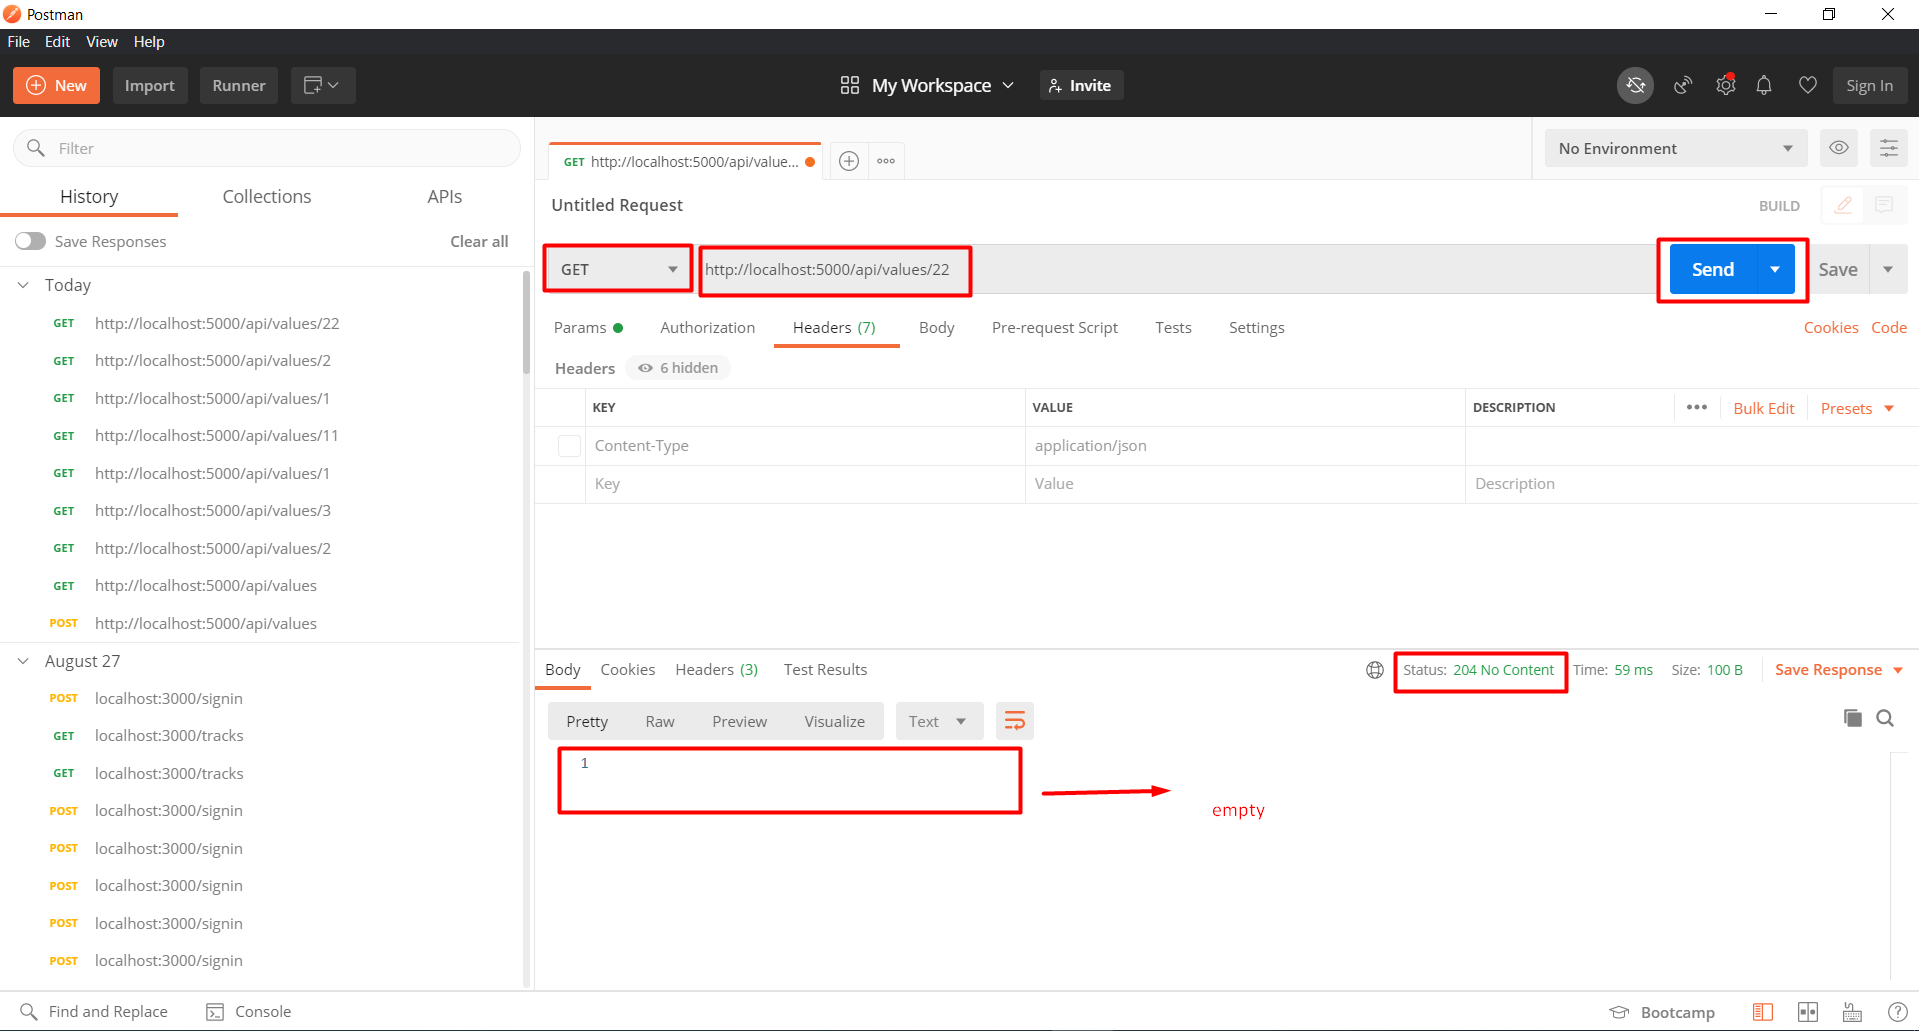 Postman
File Edit View Help
New Import Runner My Workspace Invite Sign In
Filter
History Collections APIs
Save Responses Clear all
Today
GET http://localhost:5000/api/values/22
GET http://localhost:5000/api/values/2
GET http://localhost:5000/api/values/1
GET http://localhost:5000/api/values/11
GET http://localhost:5000/api/values/1
GET http://localhost:5000/api/values/3
GET http://localhost:5000/api/values/2
GET http://localhost:5000/api/values
POST http://localhost:5000/api/values
August 27
POST localhost:3000/signin
GET localhost:3000/tracks
GET localhost:3000/tracks
POST localhost:3000/signin
POST localhost:3000/signin
POST localhost:3000/signin
POST localhost:3000/signin
POST localhost:3000/signin
GET http://localhost:5000/api/value...
No Environment
Untitled Request BUILD
GET http://localhost:5000/api/values/22 Send Save
Params Authorization Headers (7) Body Pre-request Script Tests Settings Cookies Code
Headers 6 hidden
KEY VALUE DESCRIPTION ••• Bulk Edit Presets
Content-Type application/json
Key Value Description
Body Cookies Headers (3) Test Results Status: 204 No Content Time: 59 ms Size: 100 B Save Response
Pretty Raw Preview Visualize Text
1
empty
Find and Replace Console Bootcamp